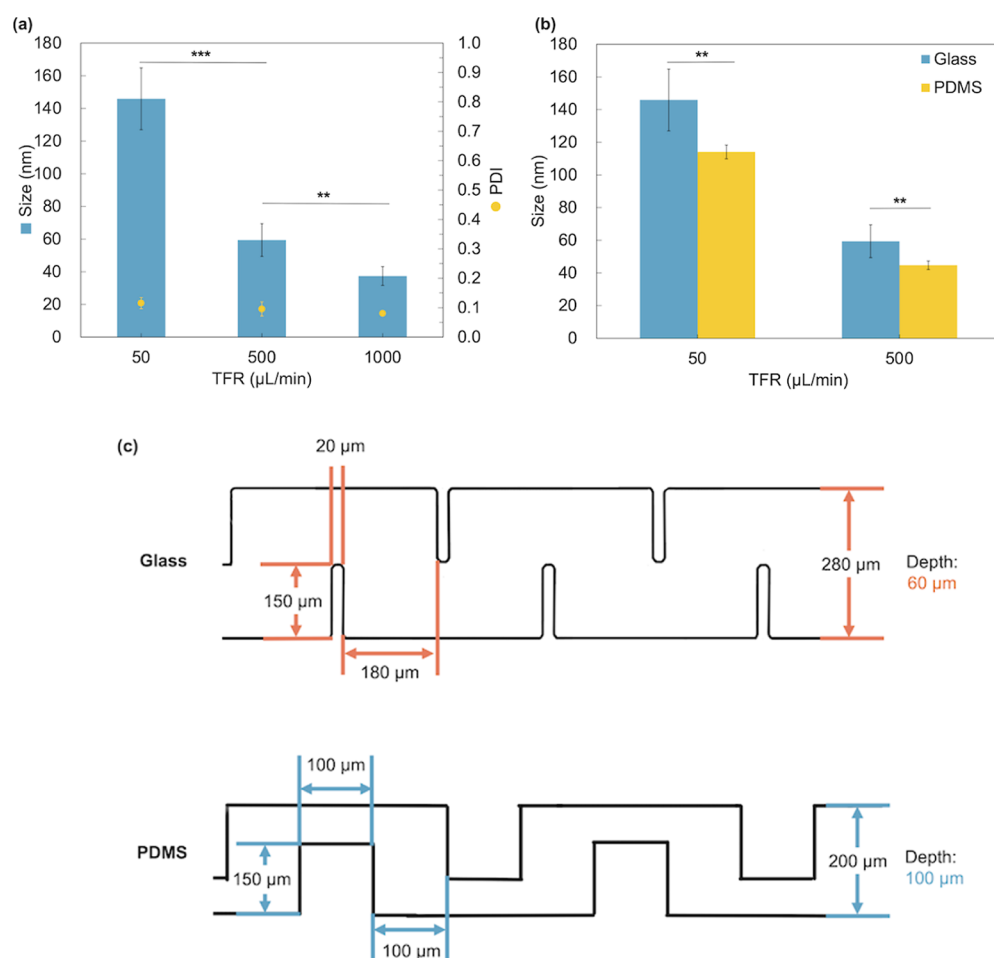 (a)
180
160
140
120
100
80
60
40
20
0
Size (nm)
***
**
1.0
0.9
0.8
0.7
0.6
0.5
0.4
0.3
0.2
0.1
0.0
PDI
50 500 1000
TFR (µL/min)
(b)
180
160
140
120
100
80
60
40
20
0
Size (nm)
**
**
Glass
PDMS
50 500
TFR (µL/min)
(c)
20 µm
Glass
150 µm
180 µm
280 µm
Depth:
60 µm
100 µm
PDMS
150 µm
100 µm
200 µm
Depth:
100 µm